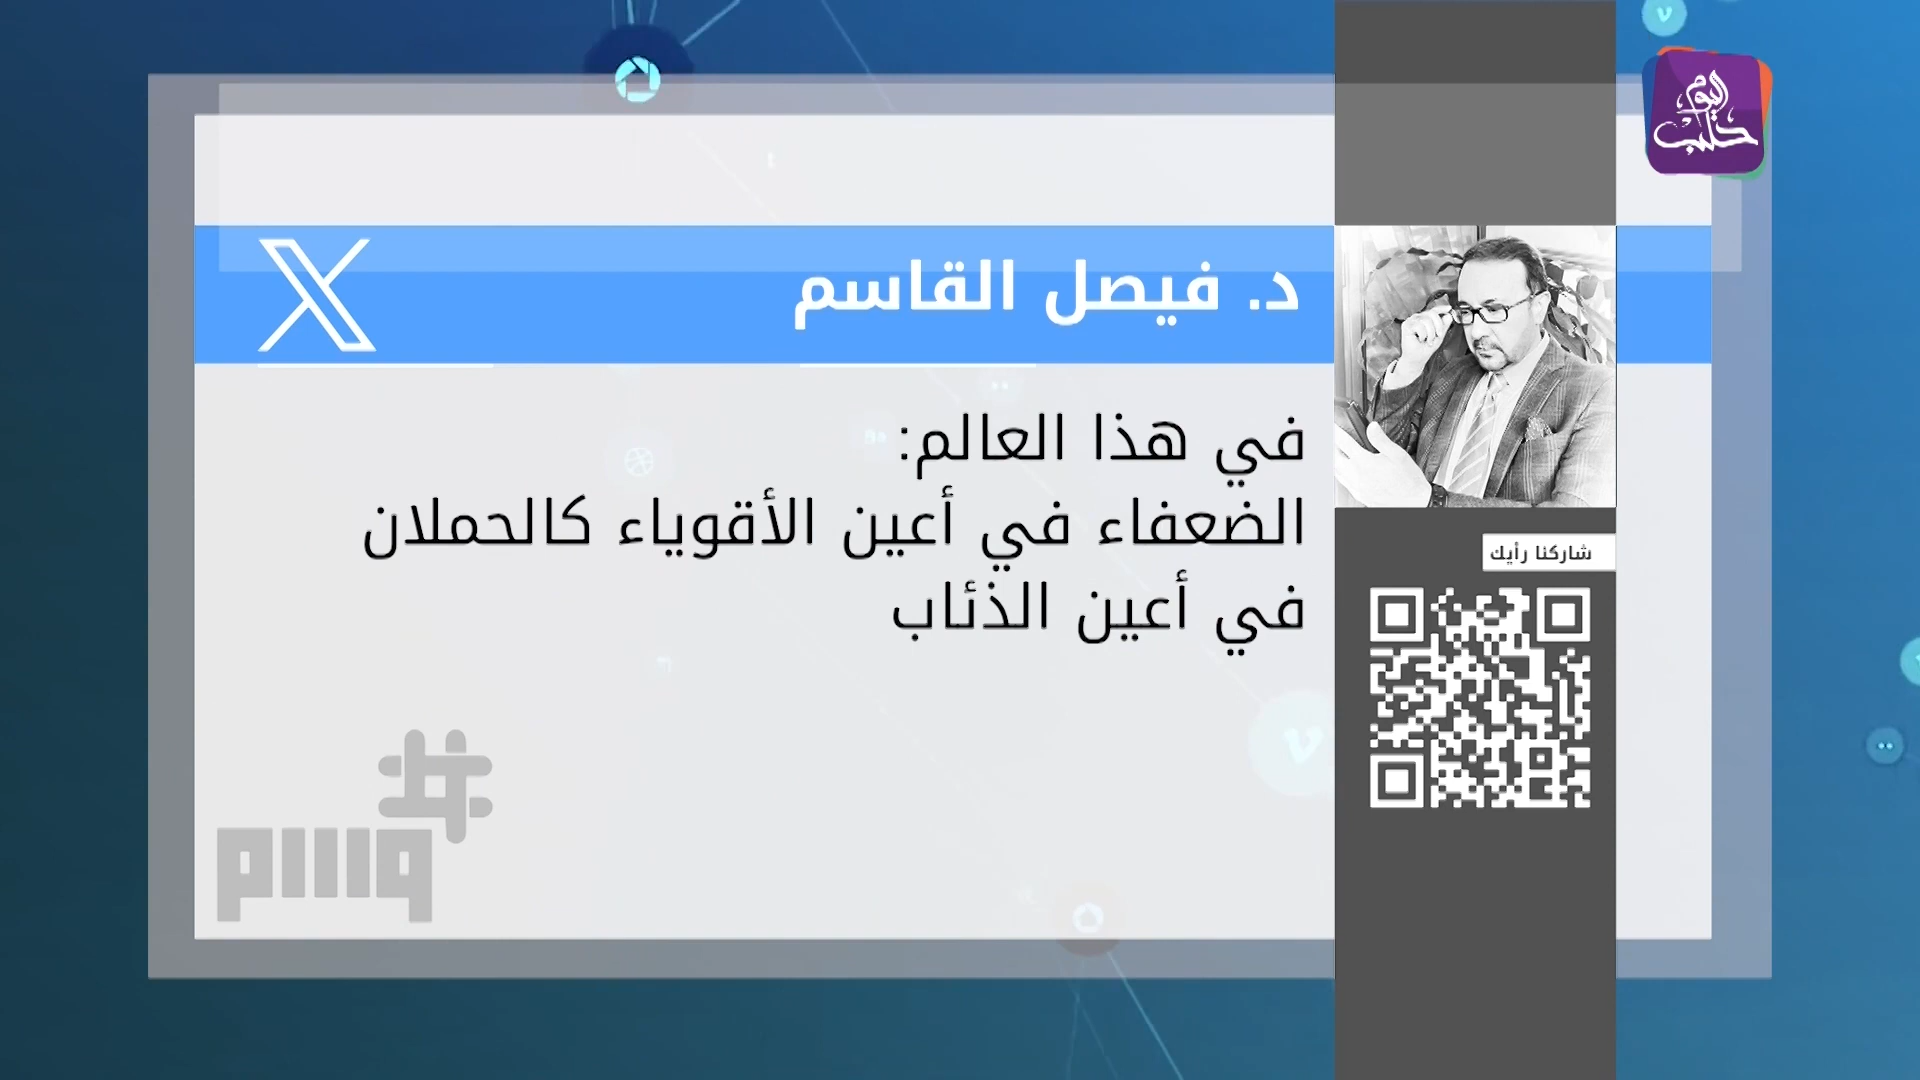 حلب
اليوم
د. فيصل القاسم
في هذا العالم:
الضعفاء في أعين الأقوياء كالحملان
في أعين الذئاب
شاركنا رأيك
#
وسم